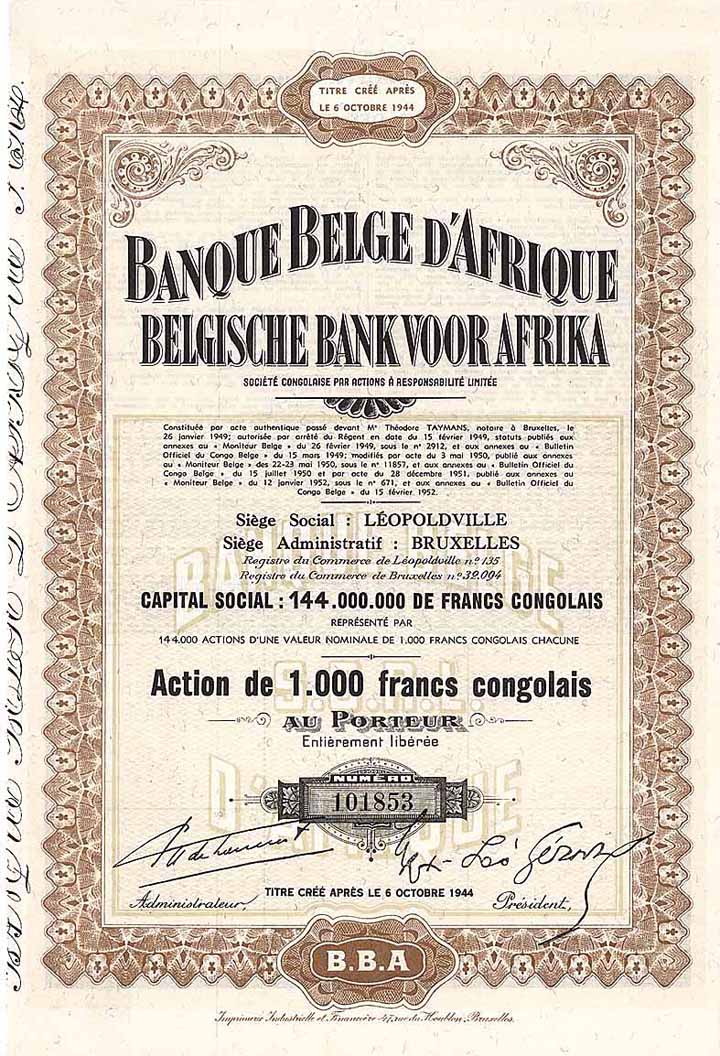 TITRE CRÉÉ APRÈS
LE 6 OCTOBRE 1944
BANQUE BELGE D'AFRIQUE
BELGISCHE BANK VOOR AFRIKA
SOCIÉTÉ CONGOLAISE PAR ACTIONS À RESPONSABILITÉ LIMITÉE
Constituée par acte authentique passé devant Me Théodore TAYMANS, notaire à Bruxelles, le
26 janvier 1949; autorisée par arrêté du Régent en date du 15 février 1949, statuts publiés aux
annexes au « Moniteur Belge » du 26 février 1949, sous le n° 2912, et aux annexes au « Bulletin
Officiel du Congo Belge » du 15 mars 1949; modifiés par acte du 3 mai 1950, publié aux annexes
au « Moniteur Belge » des 22-23 mai 1950, sous le n° 11857, et aux annexes au « Bulletin Officiel du
Congo Belge » du 15 juillet 1950 et par acte du 28 décembre 1951, publié aux annexes au
« Moniteur Belge » du 12 janvier 1952, sous le n° 671, et aux annexes au « Bulletin Officiel du
Congo Belge » du 15 février 1952.
Siège Social : LÉOPOLDVILLE
Siège Administratif : BRUXELLES
Registre du Commerce de Léopoldville n° 135
Registre du Commerce de Bruxelles n° 39.094
CAPITAL SOCIAL : 144.000.000 DE FRANCS CONGOLAIS
REPRÉSENTÉ PAR
144.000 ACTIONS D'UNE VALEUR NOMINALE DE 1.000 FRANCS CONGOLAIS CHACUNE
S.C.R.L.
Action de 1.000 francs congolais
AU PORTEUR
Entièrement libérée
D'AFRIQUE
NUMÉRO
101853
Administrateur,
Président,
TITRE CRÉÉ APRÈS LE 6 OCTOBRE 1944
B.B.A
Imprimerie Industrielle et Financière 47, rue du Houblon, Bruxelles.